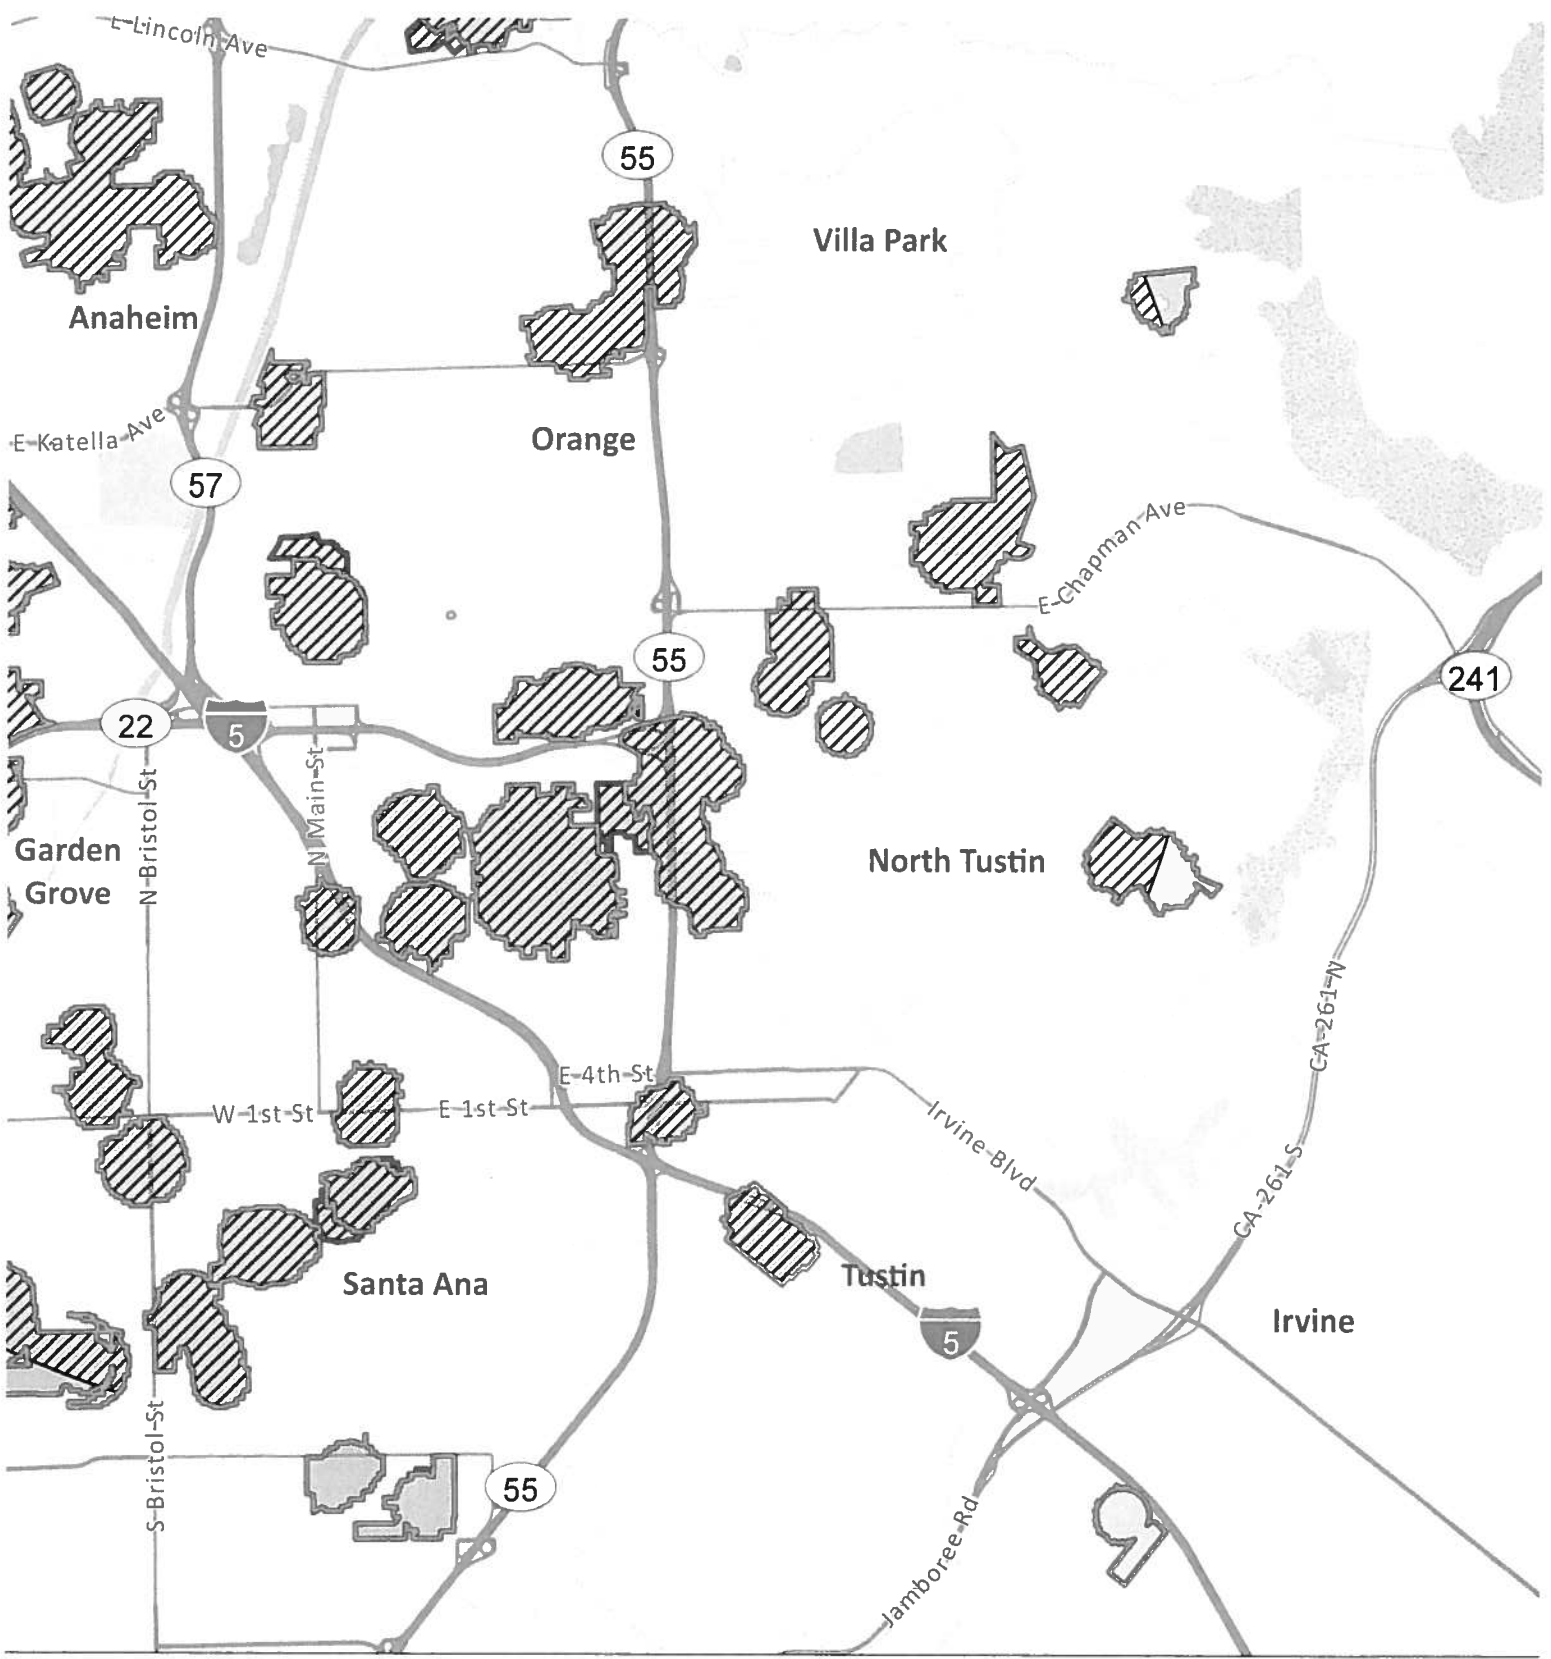 E Lincoln Ave
55
Villa Park
Anaheim
E Katella Ave
Orange
57
E Chapman Ave
55
241
22
5
N Bristol St
N Main St
Garden
Grove
North Tustin
CA-261 N
E 4th St
W 1st St
E 1st St
Irvine Blvd
CA-261 S
Santa Ana
Tustin
5
Irvine
S Bristol St
55
Jamboree Rd